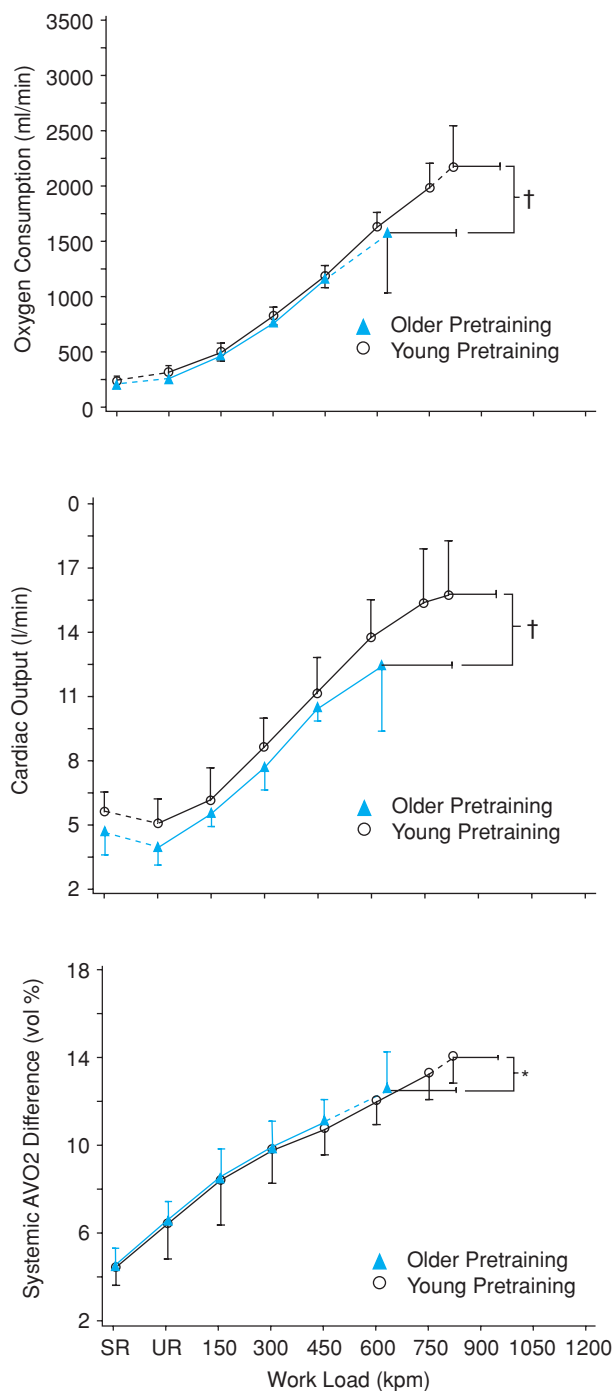 3500
3000
2500
2000
1500
1000
500
0
Oxygen Consumption (ml/min)
†
Older Pretraining
Young Pretraining
0
17
14
11
8
5
2
Cardiac Output (l/min)
†
Older Pretraining
Young Pretraining
18
14
10
6
2
Systemic AVO2 Difference (vol %)
*
Older Pretraining
Young Pretraining
SR UR 150 300 450 600 750 900 1050 1200
Work Load (kpm)